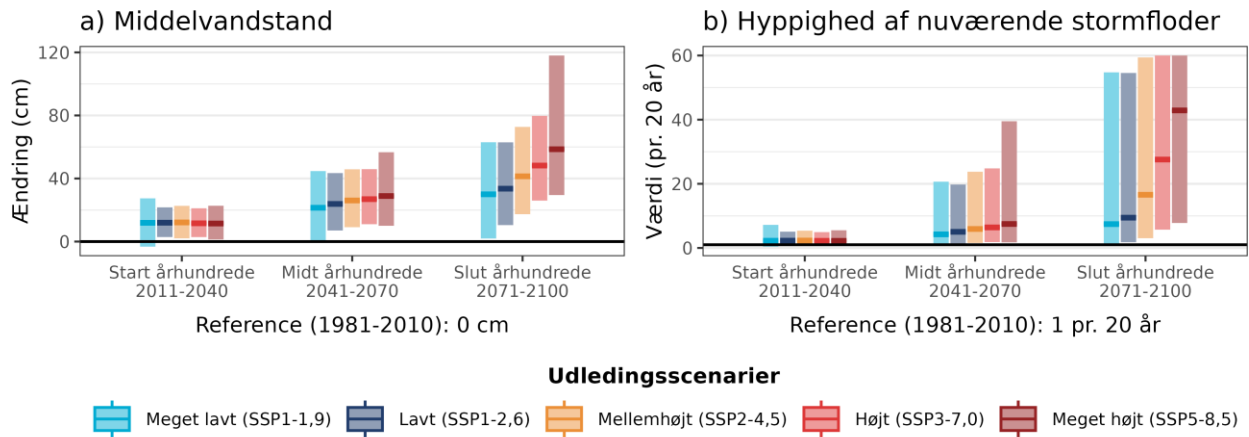 a) Middelvandstand
Ændring (cm)
120
80
40
0
Start århundrede
2011-2040
Midt århundrede
2041-2070
Slut århundrede
2071-2100
Reference (1981-2010): 0 cm
b) Hyppighed af nuværende stormfloder
Værdi (pr. 20 år)
60
40
20
0
Start århundrede
2011-2040
Midt århundrede
2041-2070
Slut århundrede
2071-2100
Reference (1981-2010): 1 pr. 20 år
Udledingsscenarier
Meget lavt (SSP1-1,9)
Lavt (SSP1-2,6)
Mellemhøjt (SSP2-4,5)
Højt (SSP3-7,0)
Meget højt (SSP5-8,5)